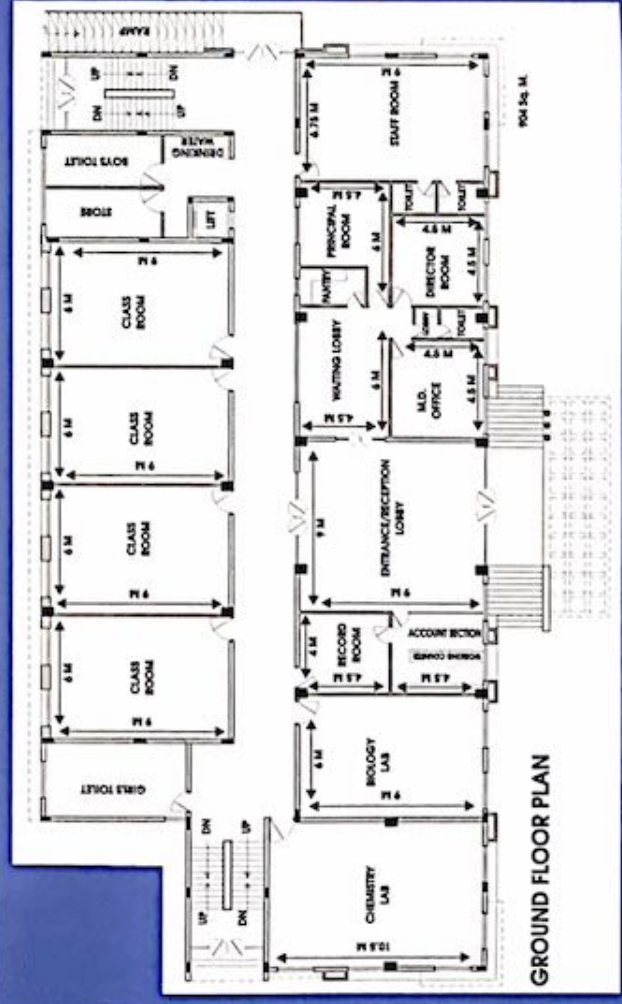 GIRLS TOILET
6 M
9 M
CLASS
ROOM
6 M
9 M
CLASS
ROOM
6 M
9 M
CLASS
ROOM
6 M
9 M
CLASS
ROOM
STORE
BOYS TOILET
LIFT
DRINKING
WATER
DN
UP
UP
DN
RAMP
UP
DN
DN
UP
CHEMISTRY
LAB
10.5 M
6 M
BIOLOGY
LAB
9 M
4 M
RECORD
ROOM
4.5 M
ACCOUNT SECTION
WORKING COUNTER
4.5 M
9 M
ENTRANCE/RECEPTION
LOBBY
9 M
4.5 M
WAITING LOBBY
6 M
PANTRY
PRINCIPAL
ROOM
4.5 M
6 M
M.D.
OFFICE
4.5 M
4.5 M
LOBBY
TOILET
DIRECTOR
ROOM
4.5 M
4.5 M
TOILET
TOILET
6.75 M
STAFF ROOM
9 M
904 Sq. M.
GROUND FLOOR PLAN